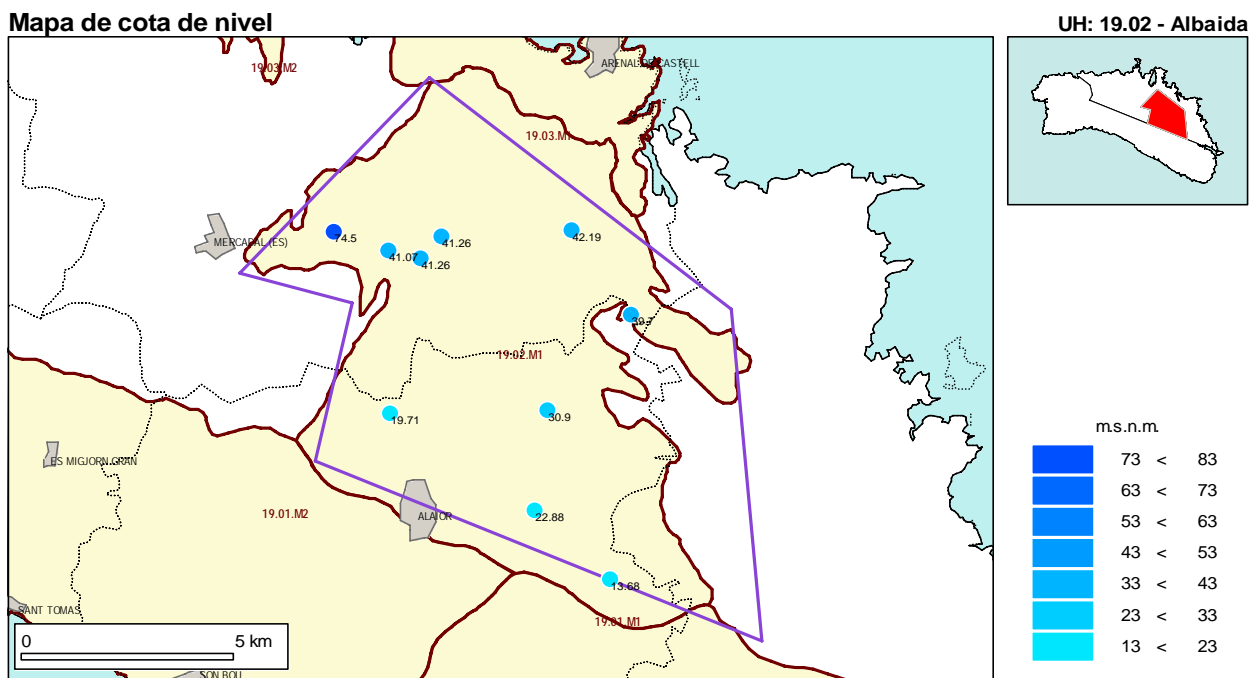 Mapa de cota de nivel
UH: 19.02 - Albaida
19.03.M2
ARENAL DE CASTELL
19.03.M1
MERCADAL (ES)
74.5
41.07
41.26
41.26
42.19
39.7
19.02.M1
19.71
30.9
ES MIGJORN GRAN
19.01.M2
ALAIOR
22.88
13.68
SANT TOMAS
19.01.M1
0 5 km
SON BOU
m.s.n.m.
73 < 83
63 < 73
53 < 63
43 < 53
33 < 43
23 < 33
13 < 23